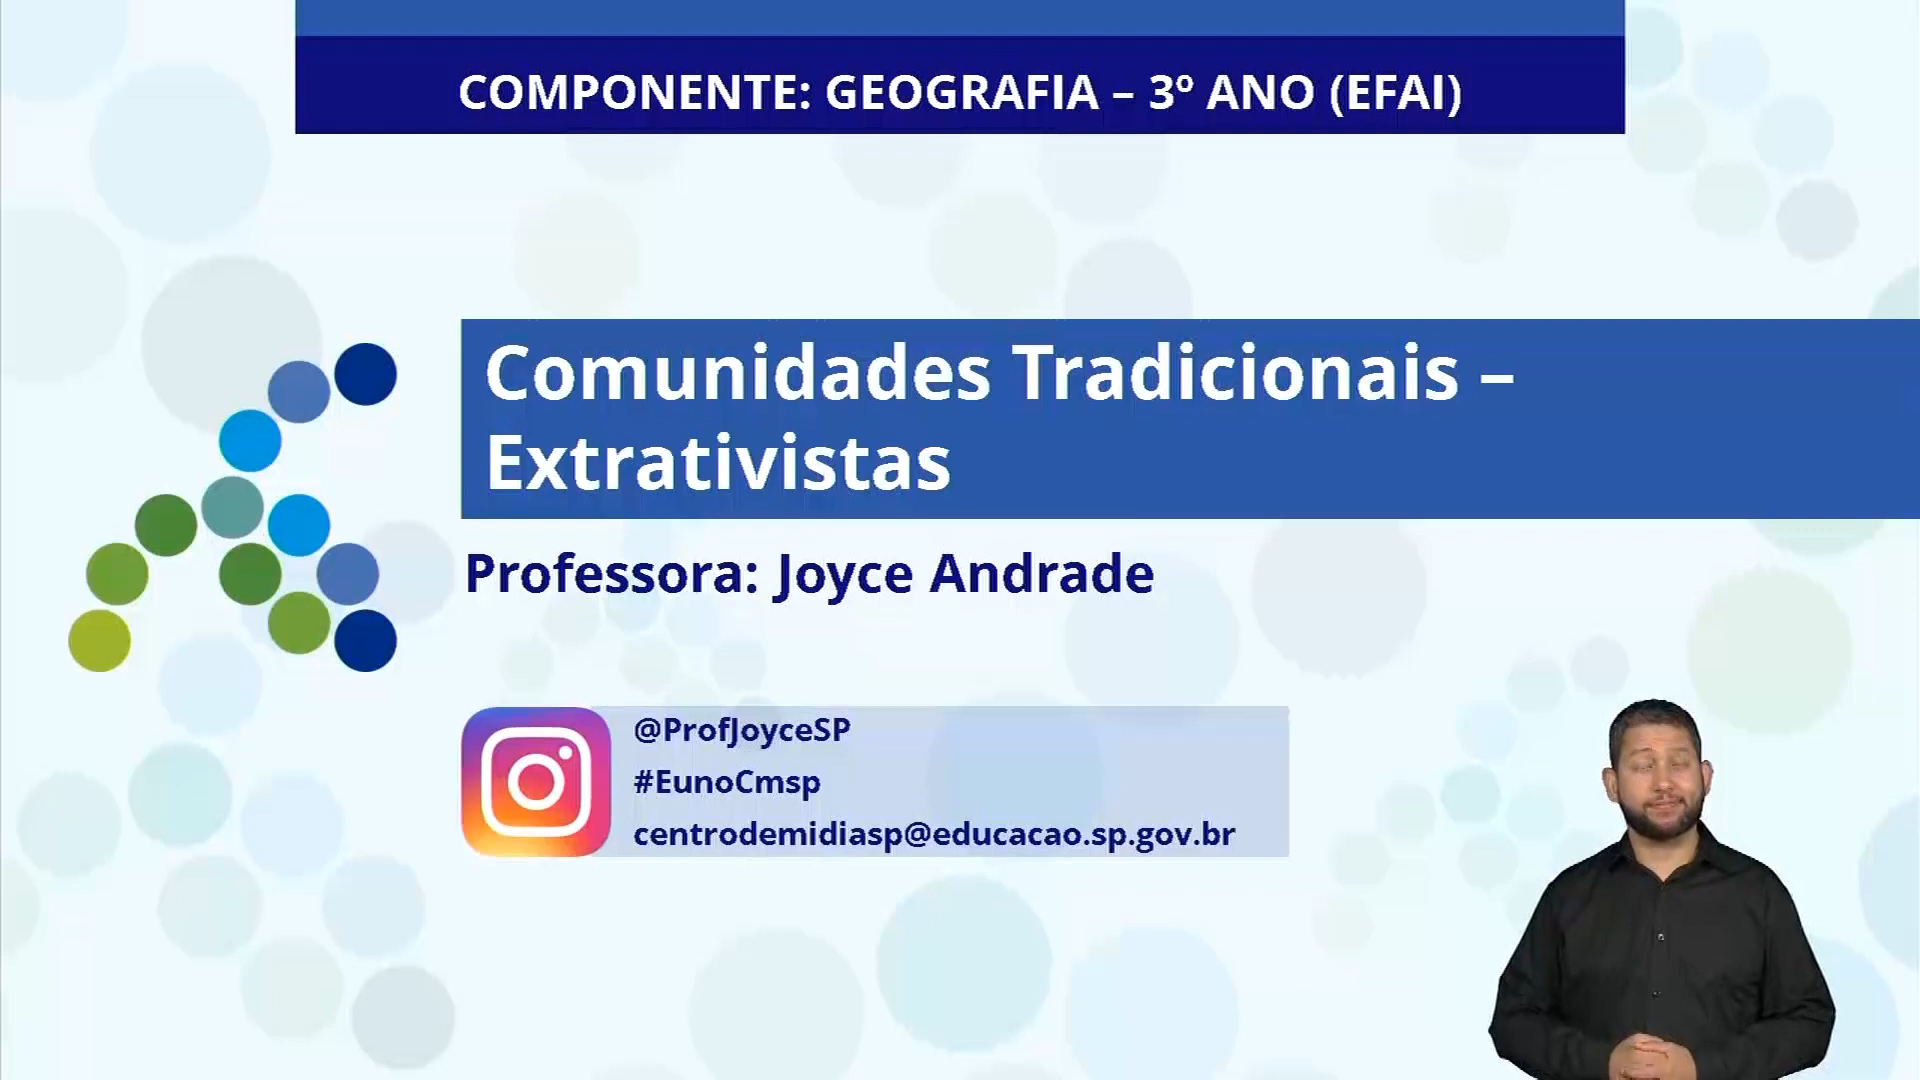 COMPONENTE: GEOGRAFIA – 3º ANO (EFAI)
Comunidades Tradicionais –
Extrativistas
Professora: Joyce Andrade
@ProfJoyceSP
#EunoCmsp
centrodemidiasp@educacao.sp.gov.br